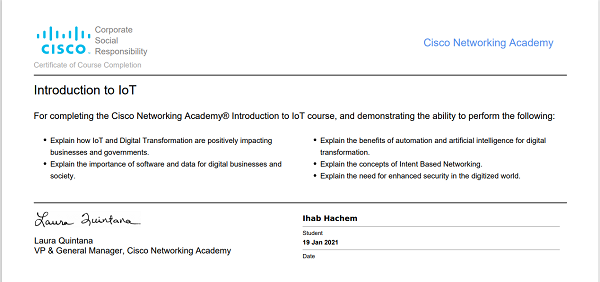 Corporate
Social
Responsibility
CISCO
Cisco Networking Academy
Certificate of Course Completion
Introduction to IoT
For completing the Cisco Networking Academy® Introduction to IoT course, and demonstrating the ability to perform the following:
• Explain how IoT and Digital Transformation are positively impacting
businesses and governments.
• Explain the importance of software and data for digital businesses and
society.
• Explain the benefits of automation and artificial intelligence for digital
transformation.
• Explain the concepts of Intent Based Networking.
• Explain the need for enhanced security in the digitized world.
Laura Quintana
Laura Quintana
VP & General Manager, Cisco Networking Academy
Ihab Hachem
Student
19 Jan 2021
Date